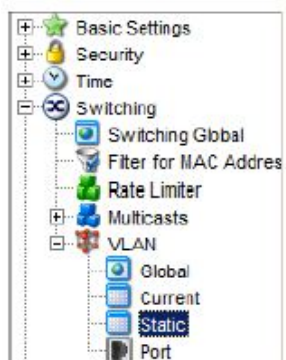 Basic Settings
Security
Time
Switching
Switching Global
Filter for MAC Addres
Rate Limiter
Multicasts
VLAN
Global
Current
Static
Port